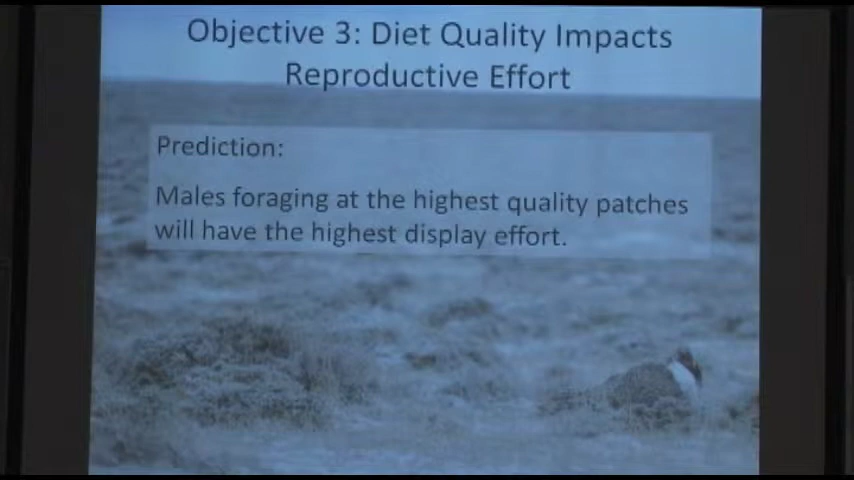 Objective 3: Diet Quality Impacts
Reproductive Effort
Prediction:
Males foraging at the highest quality patches
will have the highest display effort.